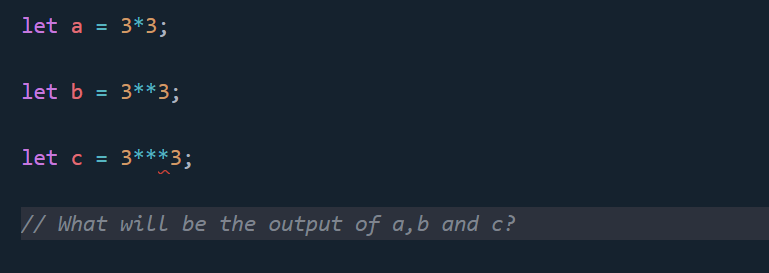 let a = 3*3;
let b = 3**3;
let c = 3***3;
// What will be the output of a,b and c?